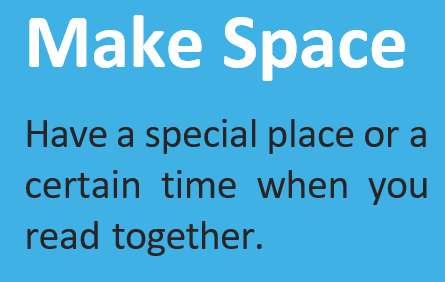 Make Space
Have a special place or a
certain time when you
read together.